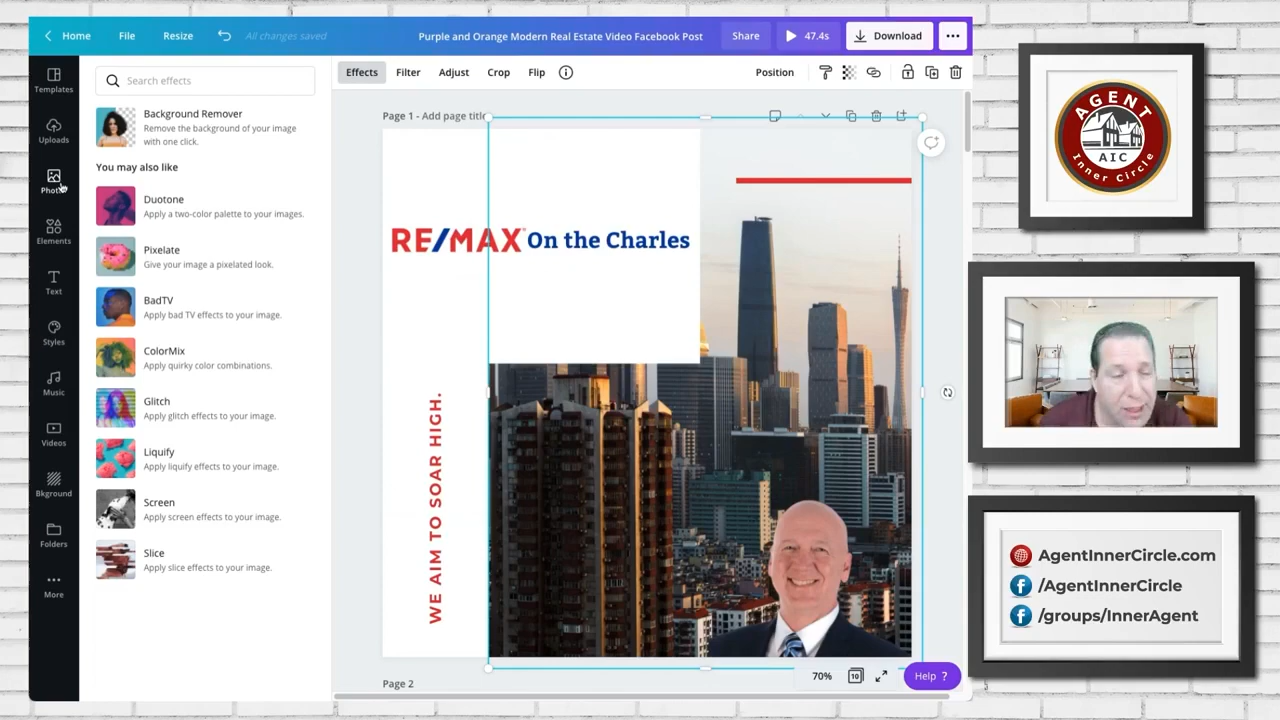 Home
File
Resize
All changes saved
Purple and Orange Modern Real Estate Video Facebook Post
Share
47.4s
Download
Templates
Uploads
Photos
Elements
Text
Styles
Music
Videos
Bkground
Folders
More
Search effects
Background Remover
Remove the background of your image
with one click.
You may also like
Duotone
Apply a two-color palette to your images.
Pixelate
Give your image a pixelated look.
BadTV
Apply bad TV effects to your image.
ColorMix
Apply quirky color combinations.
Glitch
Apply glitch effects to your image.
Liquify
Apply liquify effects to your image.
Screen
Apply screen effects to your image.
Slice
Apply slice effects to your image.
Effects
Filter
Adjust
Crop
Flip
Position
Page 1 - Add page title
RE/MAX On the Charles
WE AIM TO SOAR HIGH.
Page 2
70%
10
Help ?
AGENT
AIC
Inner Circle
AgentInnerCircle.com
/AgentInnerCircle
/groups/InnerAgent